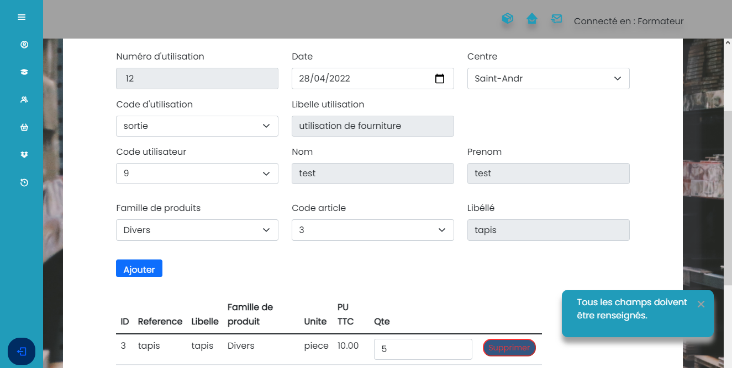 Connecté en : Formateur
Numéro d'utilisation Date Centre
12 28/04/2022 Saint-Andr
Code d'utilisation Libelle utilisation
sortie utilisation de fourniture
Code utilisateur Nom Prenom
9 test test
Famille de produits Code article Libéllé
Divers 3 tapis
Ajouter
Tous les champs doivent
être renseignés.
×
Famille de PU
ID Reference Libelle produit Unite TTC Qte
3 tapis tapis Divers piece 10.00 5 Supprimer